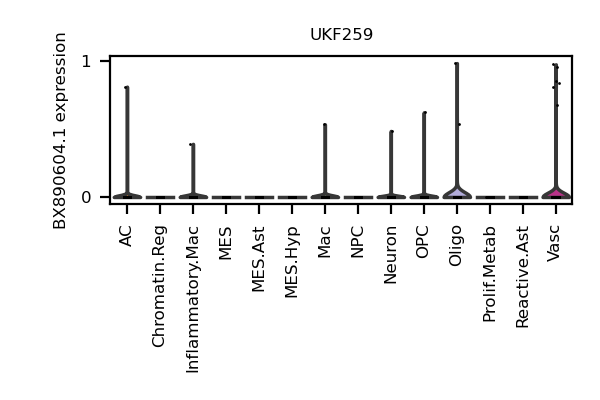 UKF259
BX890604.1 expression
1
0
AC
Chromatin.Reg
Inflammatory.Mac
MES
MES.Ast
MES.Hyp
Mac
NPC
Neuron
OPC
Oligo
Prolif.Metab
Reactive.Ast
Vasc